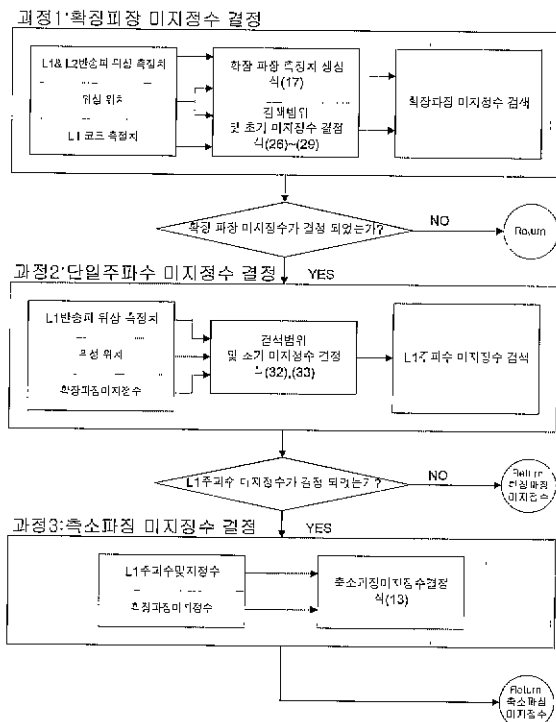 과정1:확장파장 미지정수 결정
L1& L2반송파 위상 측정치
위성 위치
L1코드 측정치
확장 파장 측정치 생성
식(17)
검색범위
및 초기 미지정수 결정
식(26)~(29)
확장파장 미지정수 검색
확장 파장 미지정수가 결정 되었는가?
NO
Return
YES
과정2:단일주파수 미지정수 결정
L1반송파 위상 측정치
위성 위치
확장파장미지정수
검색범위
및 초기 미지정수 결정
식(32),(33)
L1주파수 미지정수 검색
L1주파수 미지정수가 결정 되었는가?
NO
Return
확장파장
미지정수
YES
과정3:축소파장 미지정수 결정
L1주파수미지정수
확장파장미지정수
축소파장미지정수결정
식(13)
Return
축소파장
미지정수